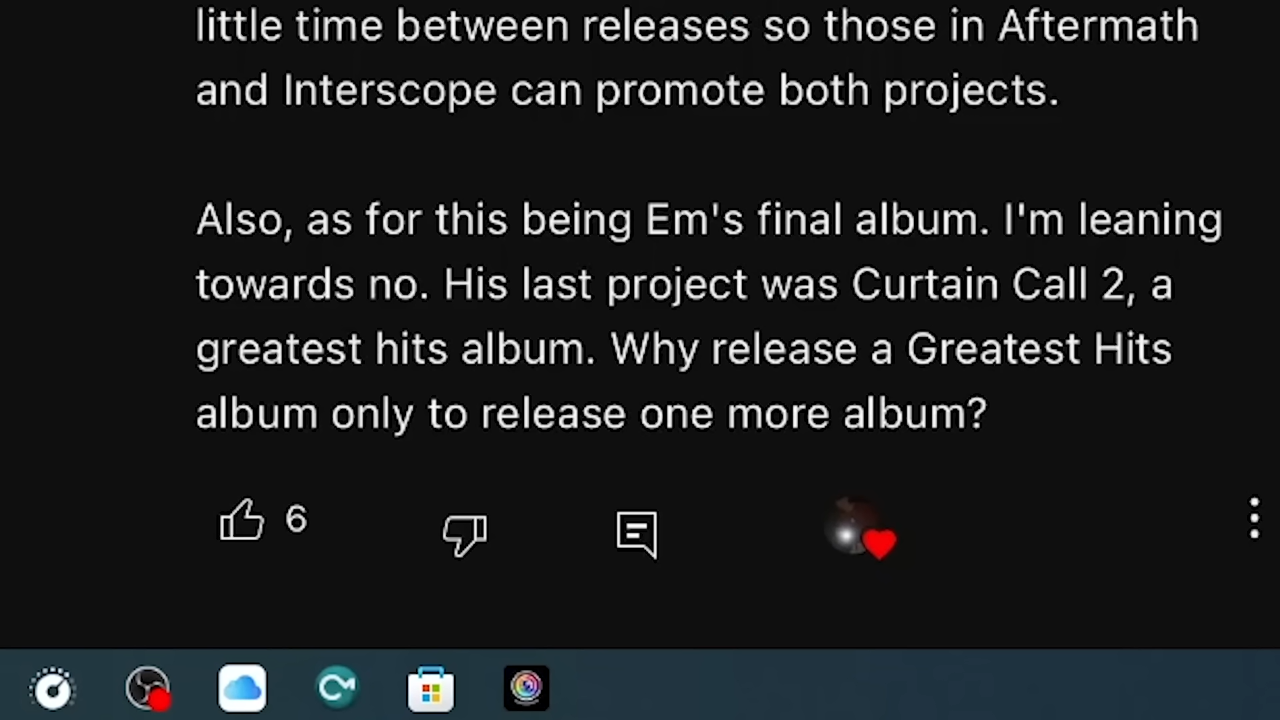 little time between releases so those in Aftermath
and Interscope can promote both projects.
Also, as for this being Em's final album. I'm leaning
towards no. His last project was Curtain Call 2, a
greatest hits album. Why release a Greatest Hits
album only to release one more album?
6